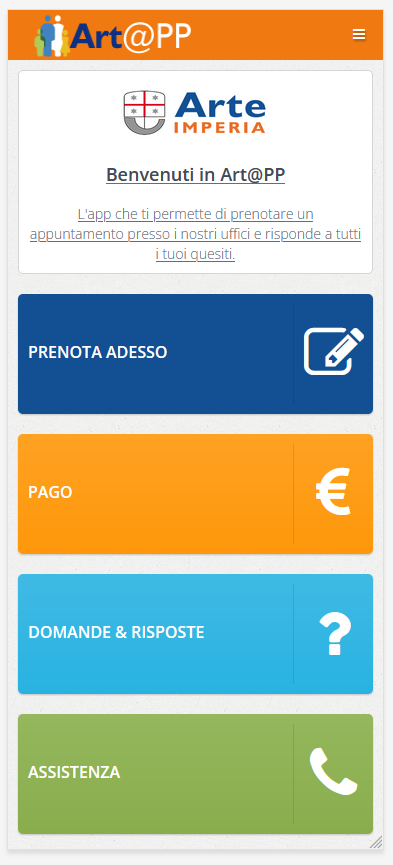 Art@PP
Arte
IMPERIA
Benvenuti in Art@PP
L'app che ti permette di prenotare un
appuntamento presso i nostri uffici e risponde a tutti
i tuoi quesiti.
PRENOTA ADESSO
PAGO
€
DOMANDE & RISPOSTE
?
ASSISTENZA